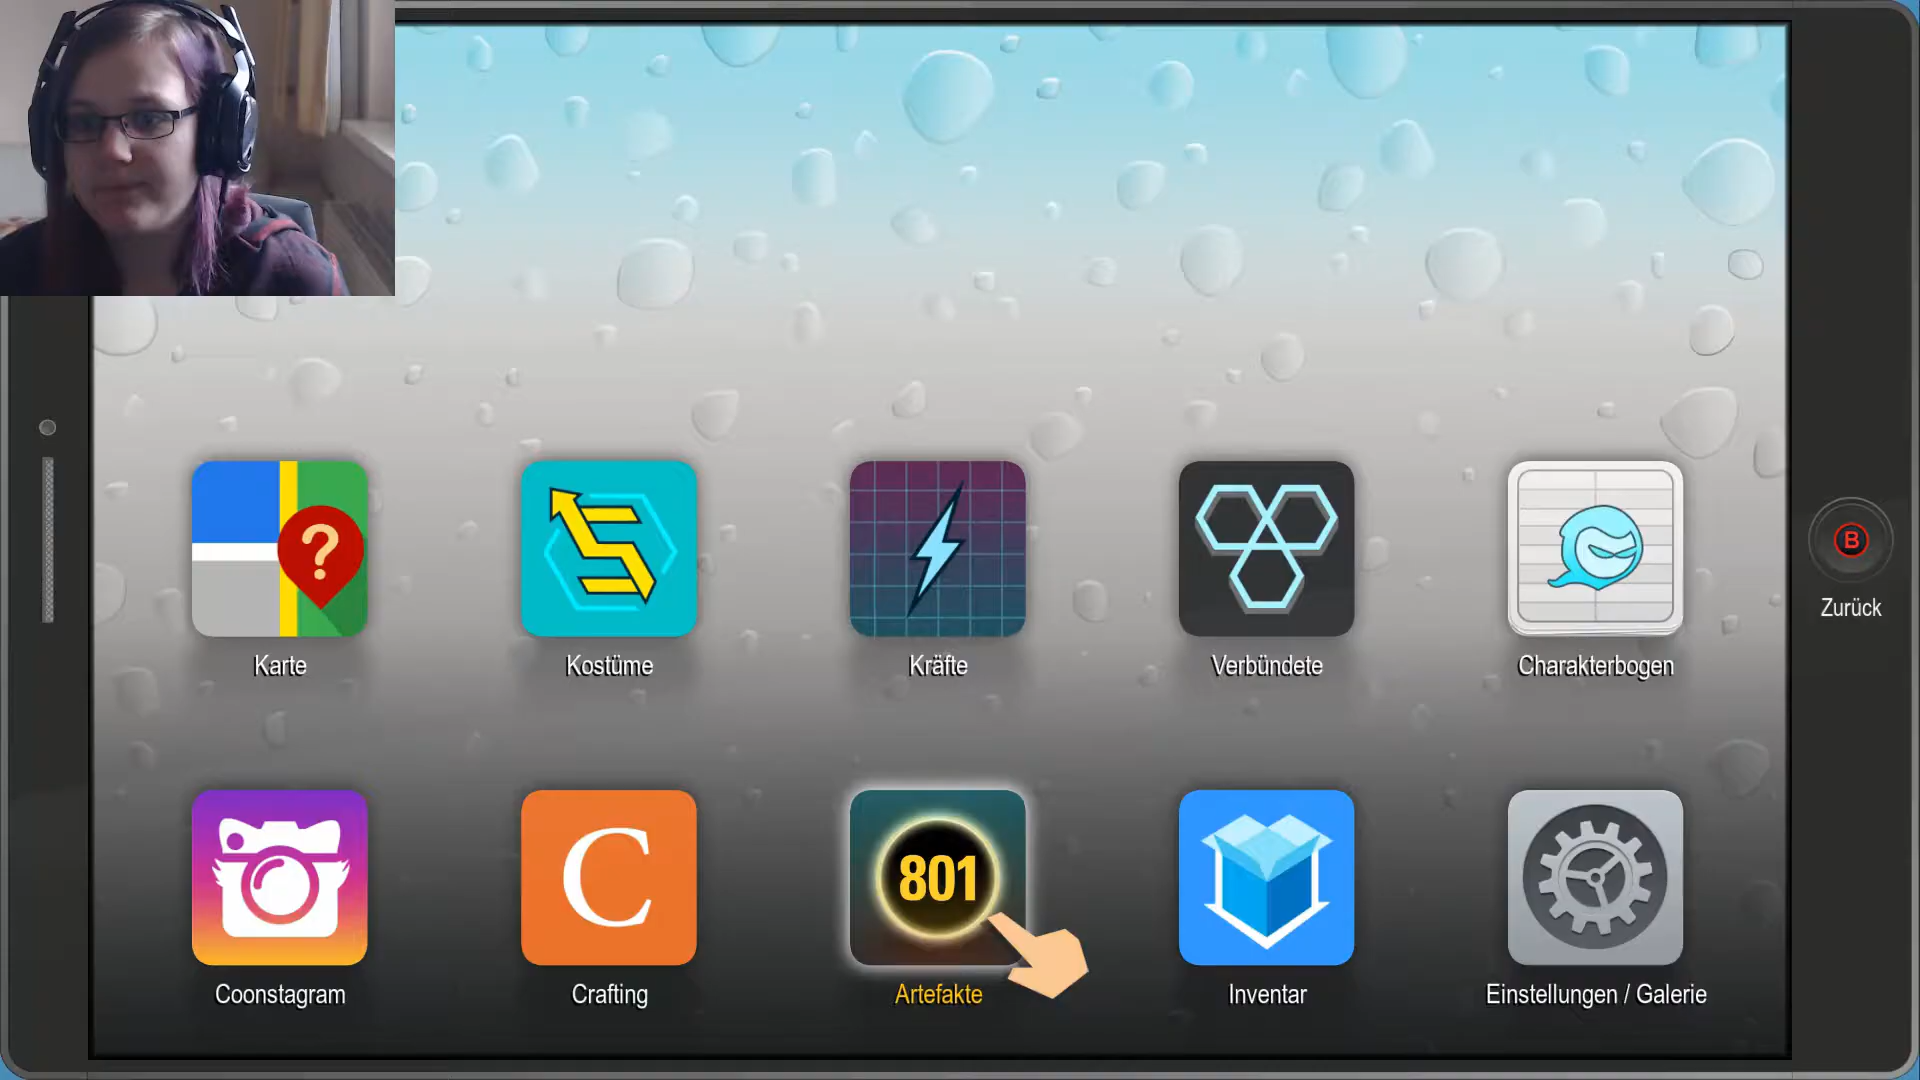 Karte
Kostüme
Kräfte
Verbündete
Charakterbogen
B
Zurück
C
801
Coonstagram
Crafting
Artefakte
Inventar
Einstellungen / Galerie